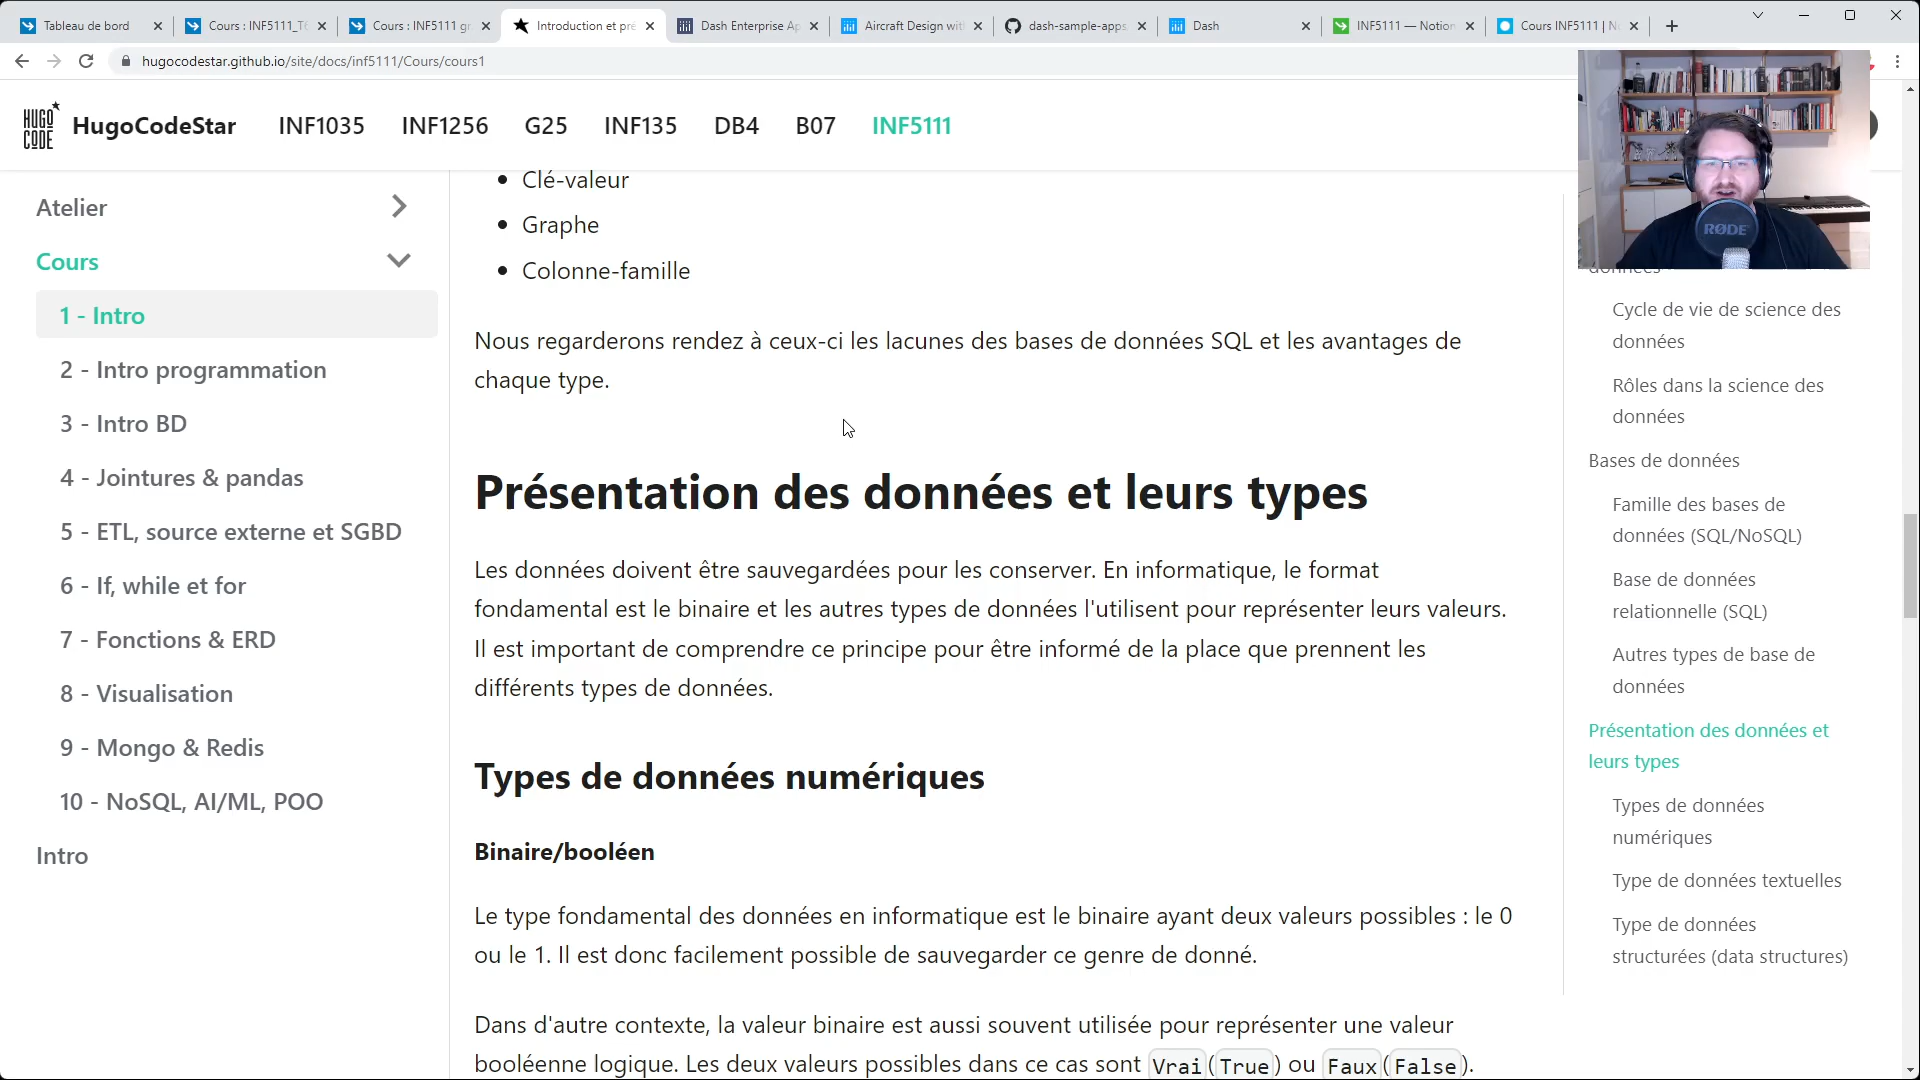 Tableau de bord
Cours : INF5111_T6
Cours : INF5111 gr
Introduction et pré
Dash Enterprise Ap
Aircraft Design with
dash-sample-apps
Dash
INF5111 — Notion
Cours INF5111 | N
hugocodestar.github.io/site/docs/inf5111/Cours/cours1
HUGO
CODE
HugoCodeStar
INF1035
INF1256
G25
INF135
DB4
B07
INF5111
Atelier
Cours
1 - Intro
2 - Intro programmation
3 - Intro BD
4 - Jointures & pandas
5 - ETL, source externe et SGBD
6 - If, while et for
7 - Fonctions & ERD
8 - Visualisation
9 - Mongo & Redis
10 - NoSQL, AI/ML, POO
Intro
Clé-valeur
Graphe
Colonne-famille
Nous regarderons rendez à ceux-ci les lacunes des bases de données SQL et les avantages de
chaque type.
Présentation des données et leurs types
Les données doivent être sauvegardées pour les conserver. En informatique, le format
fondamental est le binaire et les autres types de données l'utilisent pour représenter leurs valeurs.
Il est important de comprendre ce principe pour être informé de la place que prennent les
différents types de données.
Types de données numériques
Binaire/booléen
Le type fondamental des données en informatique est le binaire ayant deux valeurs possibles : le 0
ou le 1. Il est donc facilement possible de sauvegarder ce genre de donné.
Dans d'autre contexte, la valeur binaire est aussi souvent utilisée pour représenter une valeur
booléenne logique. Les deux valeurs possibles dans ce cas sont Vrai(True) ou Faux(False).
RØDE
données
Cycle de vie de science des
données
Rôles dans la science des
données
Bases de données
Famille des bases de
données (SQL/NoSQL)
Base de données
relationnelle (SQL)
Autres types de base de
données
Présentation des données et
leurs types
Types de données
numériques
Type de données textuelles
Type de données
structurées (data structures)